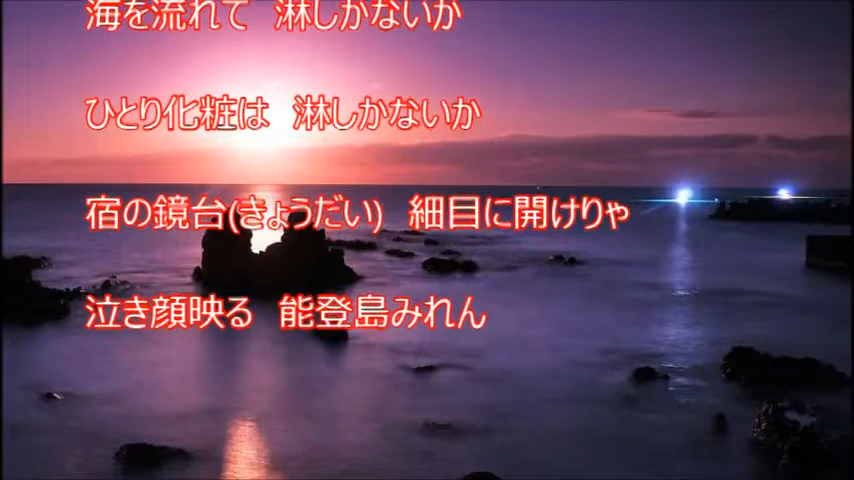 海を流れて　淋しかないか
ひとり化粧は　淋しかないか
宿の鏡台(きょうだい)　細目に開けりゃ
泣き顔映る　能登島みれん